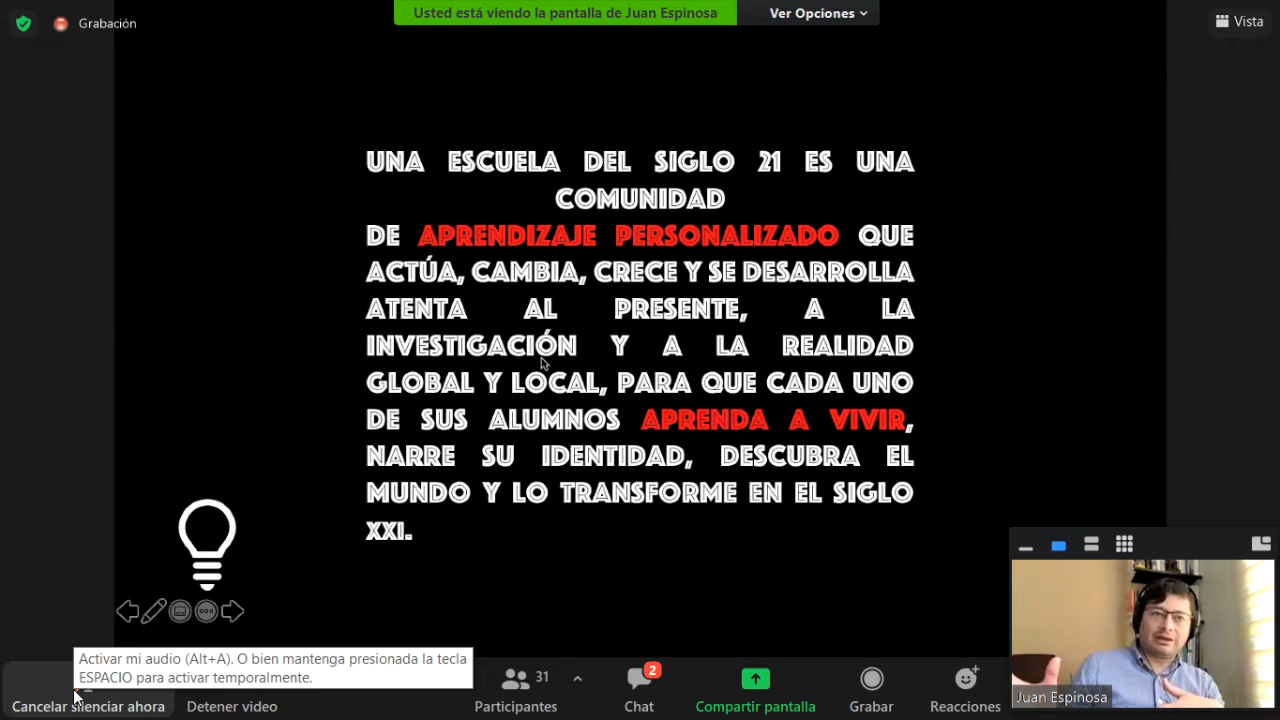 Grabación
Usted está viendo la pantalla de Juan Espinosa
Ver Opciones
Vista
UNA ESCUELA DEL SIGLO 21 ES UNA
COMUNIDAD
DE APRENDIZAJE PERSONALIZADO QUE
ACTÚA, CAMBIA, CRECE Y SE DESARROLLA
ATENTA AL PRESENTE, A LA
INVESTIGACIÓN Y A LA REALIDAD
GLOBAL Y LOCAL, PARA QUE CADA UNO
DE SUS ALUMNOS APRENDA A VIVIR,
NARRE SU IDENTIDAD, DESCUBRA EL
MUNDO Y LO TRANSFORME EN EL SIGLO
XXI.
Activar mi audio (Alt+A). O bien mantenga presionada la tecla
ESPACIO para activar temporalmente.
Cancelar silenciar ahora
Detener video
31
Participantes
2
Chat
Compartir pantalla
Grabar
Reacciones
Juan Espinosa